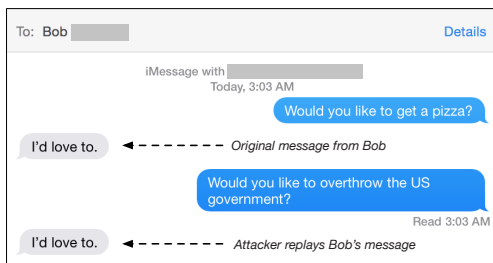 To: Bob
Details
iMessage with
Today, 3:03 AM
Would you like to get a pizza?
I'd love to.
Original message from Bob
Would you like to overthrow the US
government?
Read 3:03 AM
I'd love to.
Attacker replays Bob's message